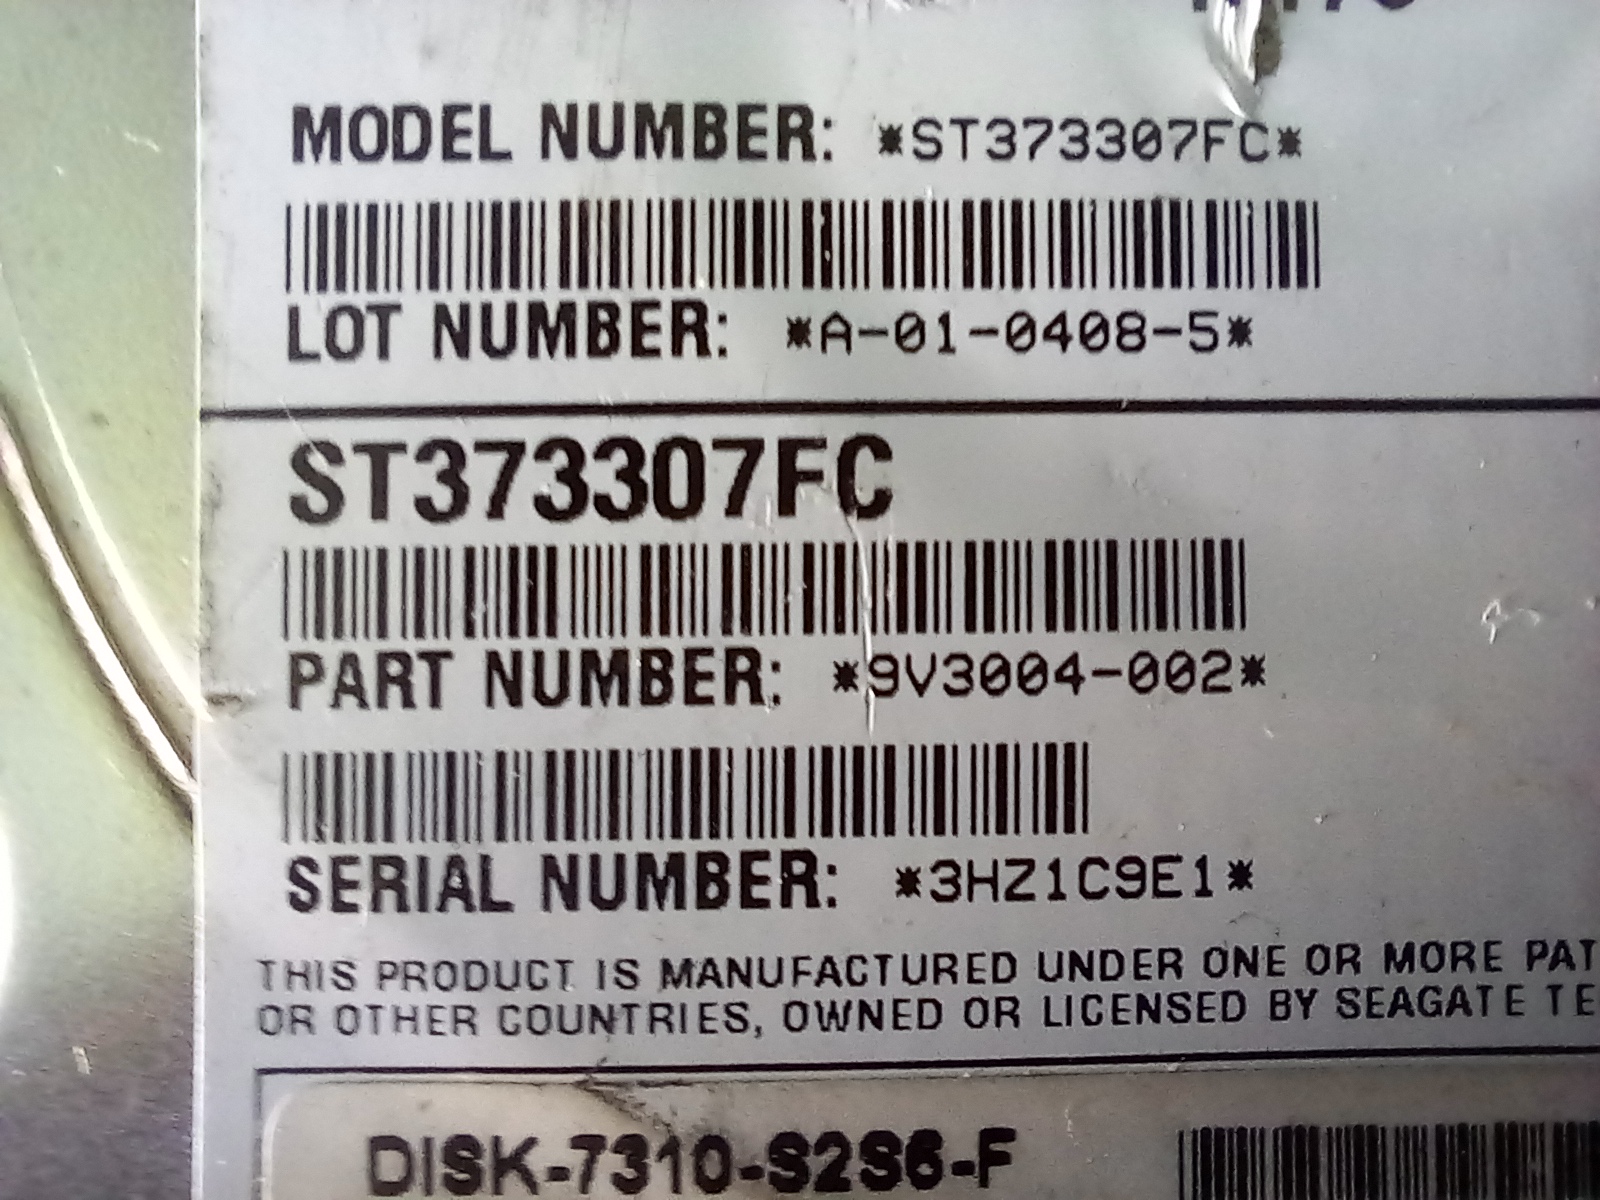 MODEL NUMBER: *ST373307FC*
LOT NUMBER: *A-01-0408-5*
ST373307FC
PART NUMBER: *9V3004-002*
SERIAL NUMBER: *3HZ1C9E1*
THIS PRODUCT IS MANUFACTURED UNDER ONE OR MORE PAT
OR OTHER COUNTRIES, OWNED OR LICENSED BY SEAGATE TE
DISK-7310-S2S6-F